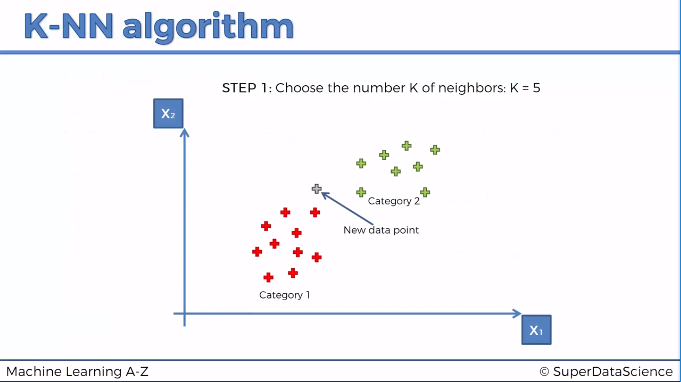 K-NN algorithm
STEP 1: Choose the number K of neighbors: K = 5
X2
Category 2
New data point
Category 1
X1
Machine Learning A-Z
© SuperDataScience